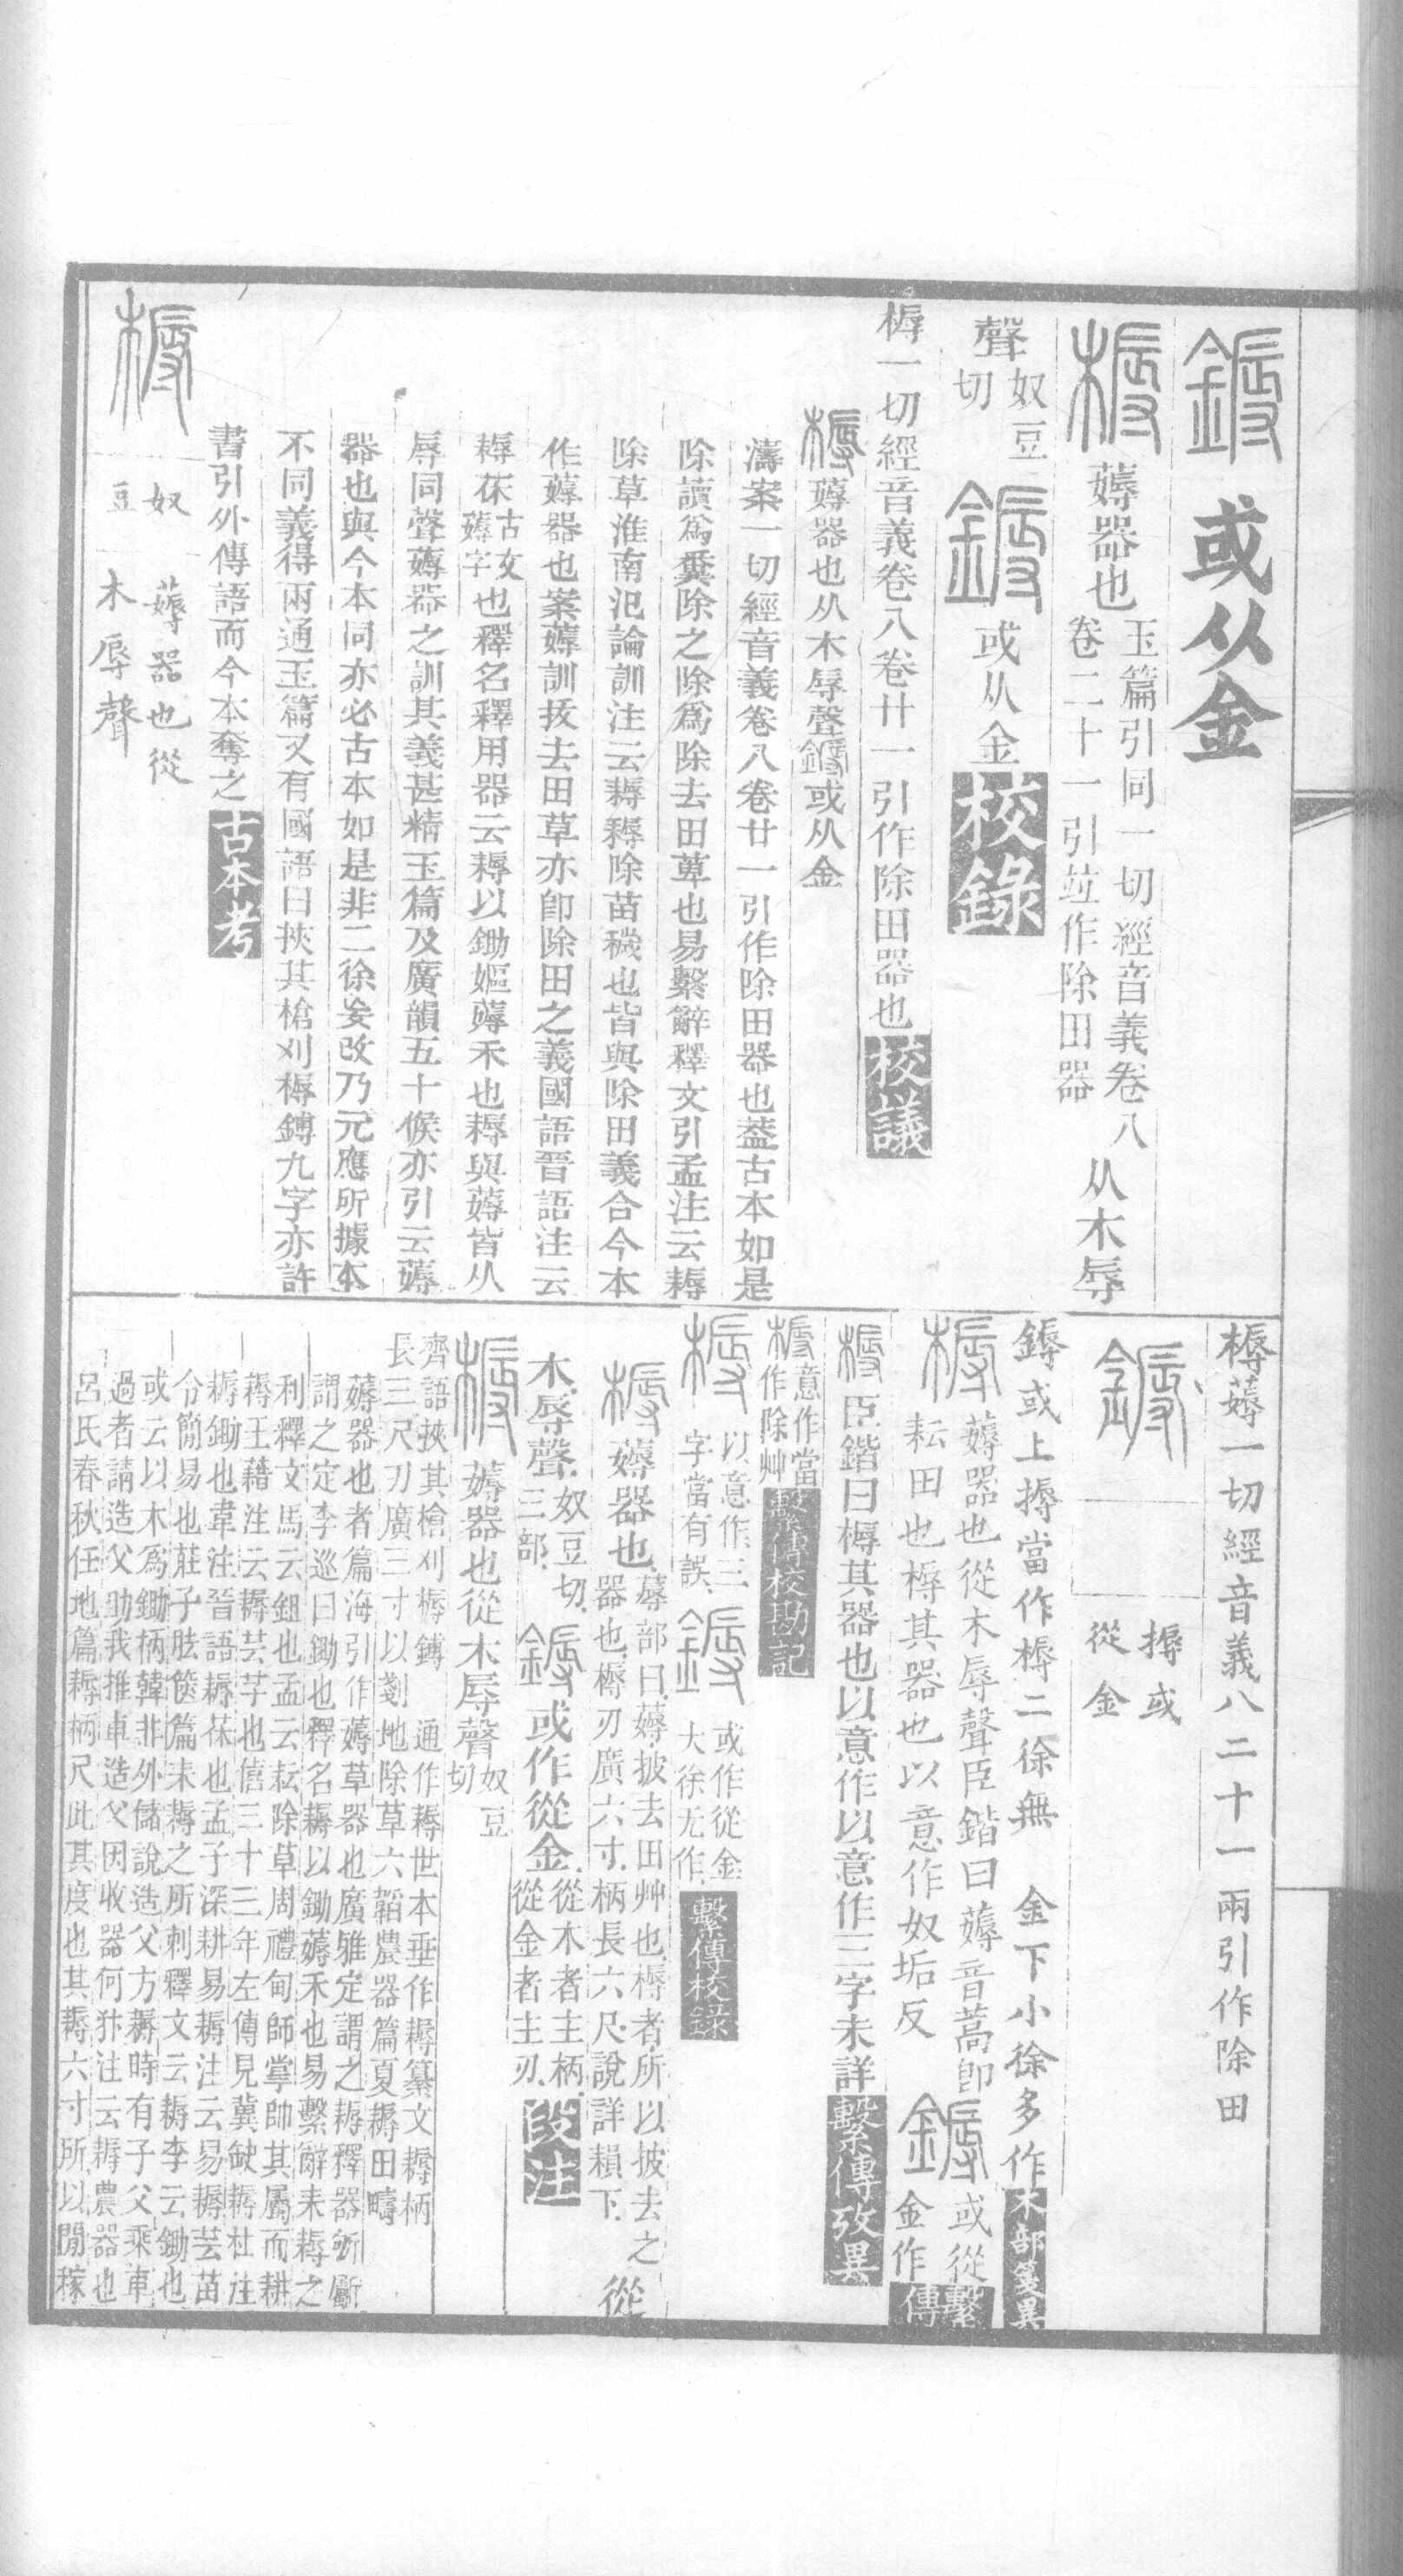 鎒 或从金
槈 薅器也 玉篇引同一切經音義卷八
卷二十一引竝作除田器 从木辱
聲 奴豆
切 鎒 或从金 校錄
槈一切經音義卷八卷廿一引作除田器也 校議
槈薅器也从木辱聲鎒或从金
濤案一切經音義卷八卷廿一引作除田器也葢古本如是
除讀爲糞除之除爲除去田草也易繫辭釋文引孟注云耨
除草淮南氾論訓注云耨耨除苗穢也皆與除田義合今本
作薅器也案薅訓拔去田草亦卽除田之義國語晉語注云
耨茠 古文
薅字 也釋名釋用器云耨以鋤嫗薅禾也耨與薅皆从
辱同聲薅器之訓其義甚精玉篇及廣韻五十候亦引云薅
器也與今本同亦必古本如是非二徐妄改乃元應所據本
不同義得兩通玉篇又有國語曰挾其槍刈槈鎛九字亦許
書引外傳語而今本奪之 古本考
槈 奴
豆 薅器也從
木辱聲
槈薅一切經音義八二十一兩引作除田
鎒 搙或
從金
鎒或上搙當作槈二徐無 金下小徐多作 木部箋異
槈 薅器也從木辱聲臣鍇曰薅音蒿卽
耘田也槈其器也以意作奴垢反 鎒 或從
金作 繫傳
槈臣鍇曰槈其器也以意作以意作三字未詳 繫傳攷異
槈 意作當
作除艸 繫傳校勘記
槈 以意作三
字當有誤 鎒 或作從金
大徐无作 繫傳校錄
槈薅器也 蓐部曰薅披去田艸也槈者所以披去之
器也槈刃廣六寸柄長六尺說詳賴下 從
木辱聲 奴豆切
三部 鎒或作從金 從木者主柄
從金者主刃 段注
槈薅器也從木辱聲 奴豆
切
齊語挾其槍刈槈鎛 通作耨世本垂作耨纂文耨柄
長三尺刃廣三寸以剗地除草六韜農器篇夏耨田疇
薅器也者篇海引作薅草器也廣雅定謂之耨釋器斪斸
謂之定李巡曰鋤也釋名耨以鋤薅禾也易繫辭耒耨之
利釋文馬云鉏也孟云耘除草周禮甸師掌帥其屬而耕
耨王藉注云耨芸芓也僖三十三年左傳見冀缺耨杜注
耨鋤也韋注晉語耨茠也孟子深耕易耨注云易耨芸苗
令簡易也莊子胠篋篇耒耨之所刺釋文云耨李云鋤也
或云以木爲鋤柄韓非外儲說造父方耨時有子父乘車
過者請造父助我推車造父因收器何犿注云耨農器也
呂氏春秋任地篇耨柄尺此其度也其耨六寸所以閒稼